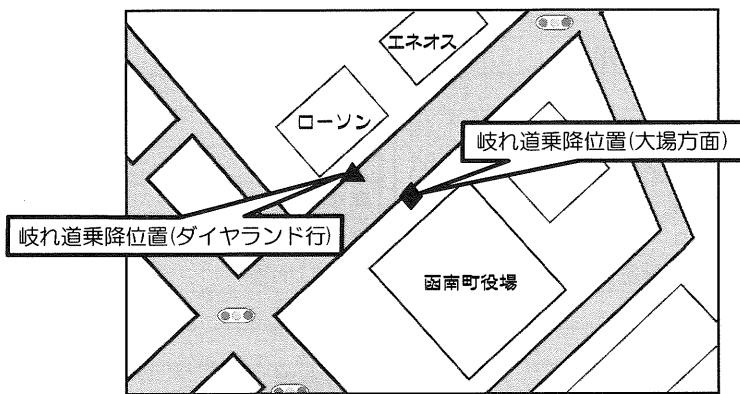 エネオス
ローソン
岐れ道乗降位置(大場方面)
岐れ道乗降位置(ダイヤランド行)
函南町役場